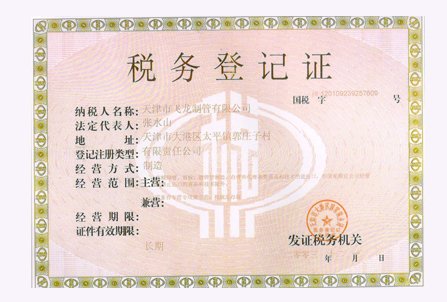 税务登记证
国税 字 120109239257609 号
纳税人名称: 天津市飞龙制管有限公司
法定代表人: 张水山
地 址: 天津市大港区太平镇郭庄子村
登记注册类型: 有限责任公司
经营方式: 制造
经营范围: 主营:
兼营:
经营期限:
证件有效期限:
长期
发证税务机关
年 月 日